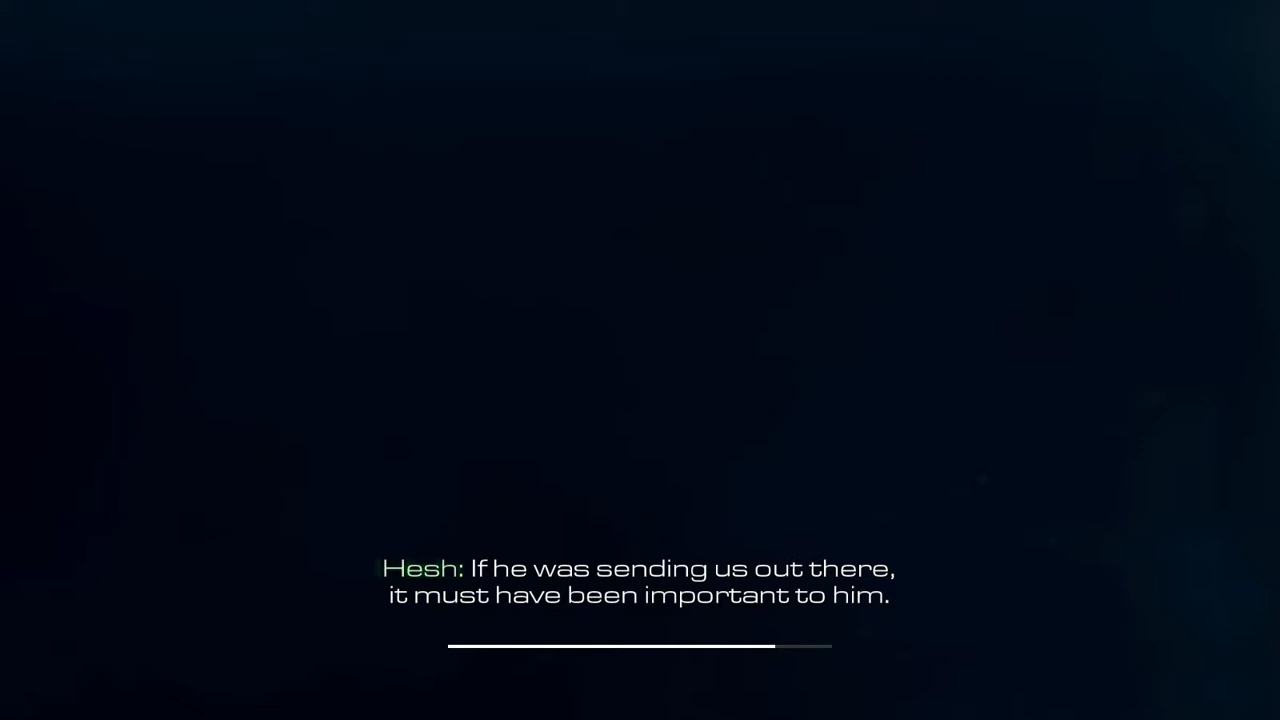 Hesh: If he was sending us out there,
it must have been important to him.